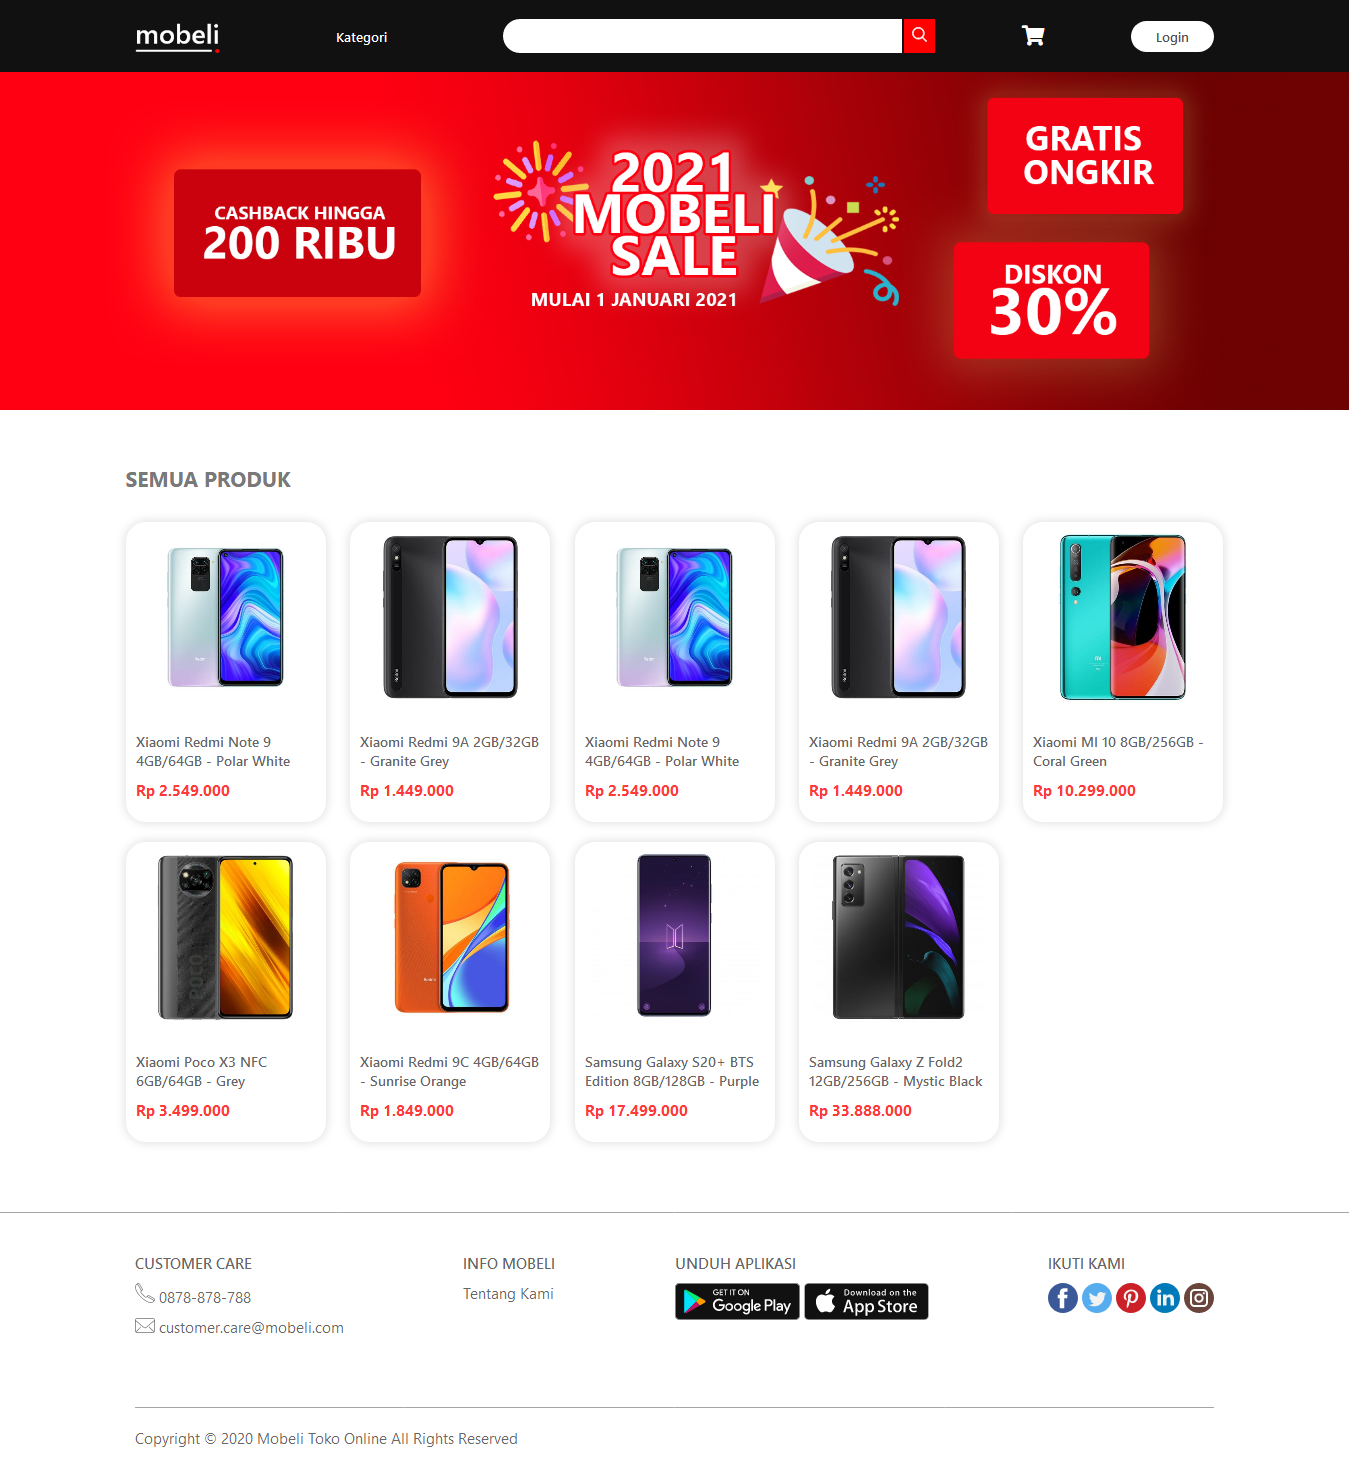 mobeli
Kategori
Login
CASHBACK HINGGA
200 RIBU
2021
MOBELI
SALE
MULAI 1 JANUARI 2021
GRATIS
ONGKIR
DISKON
30%
SEMUA PRODUK
Xiaomi Redmi Note 9
4GB/64GB - Polar White
Rp 2.549.000
Xiaomi Redmi 9A 2GB/32GB
- Granite Grey
Rp 1.449.000
Xiaomi Redmi Note 9
4GB/64GB - Polar White
Rp 2.549.000
Xiaomi Redmi 9A 2GB/32GB
- Granite Grey
Rp 1.449.000
Xiaomi MI 10 8GB/256GB -
Coral Green
Rp 10.299.000
Xiaomi Poco X3 NFC
6GB/64GB - Grey
Rp 3.499.000
Xiaomi Redmi 9C 4GB/64GB
- Sunrise Orange
Rp 1.849.000
Samsung Galaxy S20+ BTS
Edition 8GB/128GB - Purple
Rp 17.499.000
Samsung Galaxy Z Fold2
12GB/256GB - Mystic Black
Rp 33.888.000
CUSTOMER CARE
0878-878-788
customer.care@mobeli.com
INFO MOBELI
Tentang Kami
UNDUH APLIKASI
GET IT ON
Google Play
Download on the
App Store
IKUTI KAMI
Copyright © 2020 Mobeli Toko Online All Rights Reserved